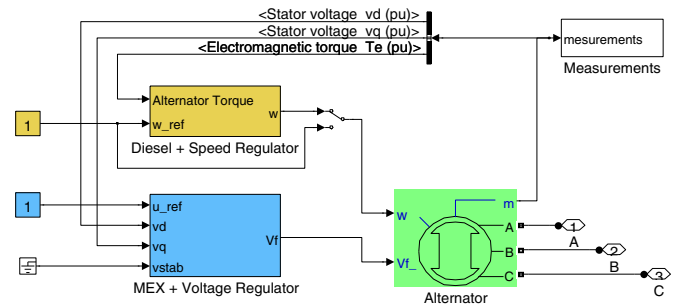 <Stator voltage vd (pu)>
<Stator voltage vq (pu)>
<Electromagnetic torque Te (pu)>
mesurements
Measurements
Alternator Torque
w
1
w_ref
Diesel + Speed Regulator
1
u_ref
vd
Vf
vq
vstab
MEX + Voltage Regulator
m
w
A
1
A
Vf_
B
2
B
C
3
C
Alternator